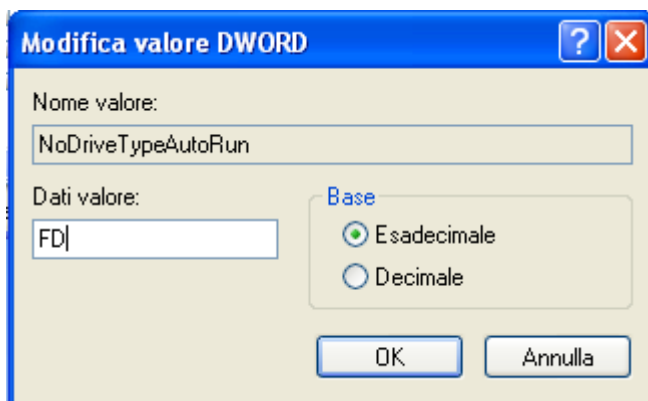 Modifica valore DWORD
Nome valore:
NoDriveTypeAutoRun
Dati valore:
FD
Base
Esadecimale
Decimale
OK
Annulla